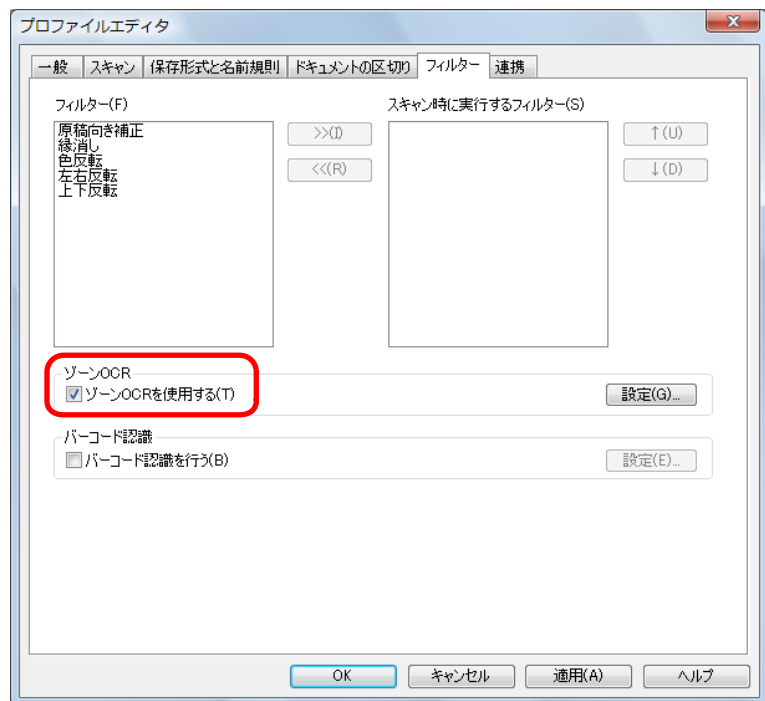 プロファイルエディタ
一般 スキャン 保存形式と名前規則 ドキュメントの区切り フィルター 連携
フィルター(F) スキャン時に実行するフィルター(S)
原稿向き補正
縁消し
色反転
左右反転
上下反転
>>(I)
<<(R)
↑(U)
↓(D)
ゾーンOCR
ゾーンOCRを使用する(T) 設定(G)...
バーコード認識
バーコード認識を行う(B) 設定(E)...
OK キャンセル 適用(A) ヘルプ